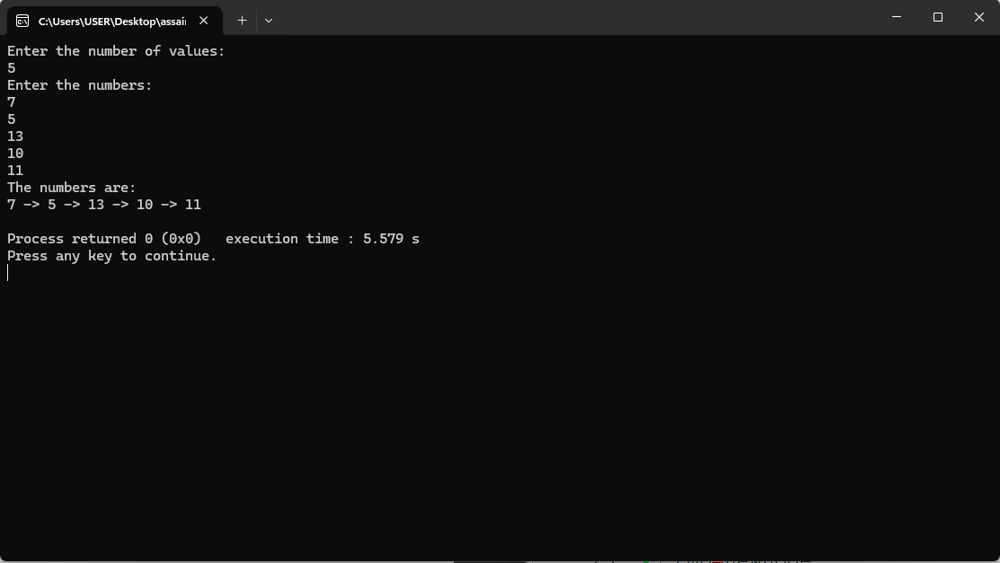 C:\Users\USER\Desktop\assai
Enter the number of values:
5
Enter the numbers:
7
5
13
10
11
The numbers are:
7 -> 5 -> 13 -> 10 -> 11
Process returned 0 (0x0)   execution time : 5.579 s
Press any key to continue.